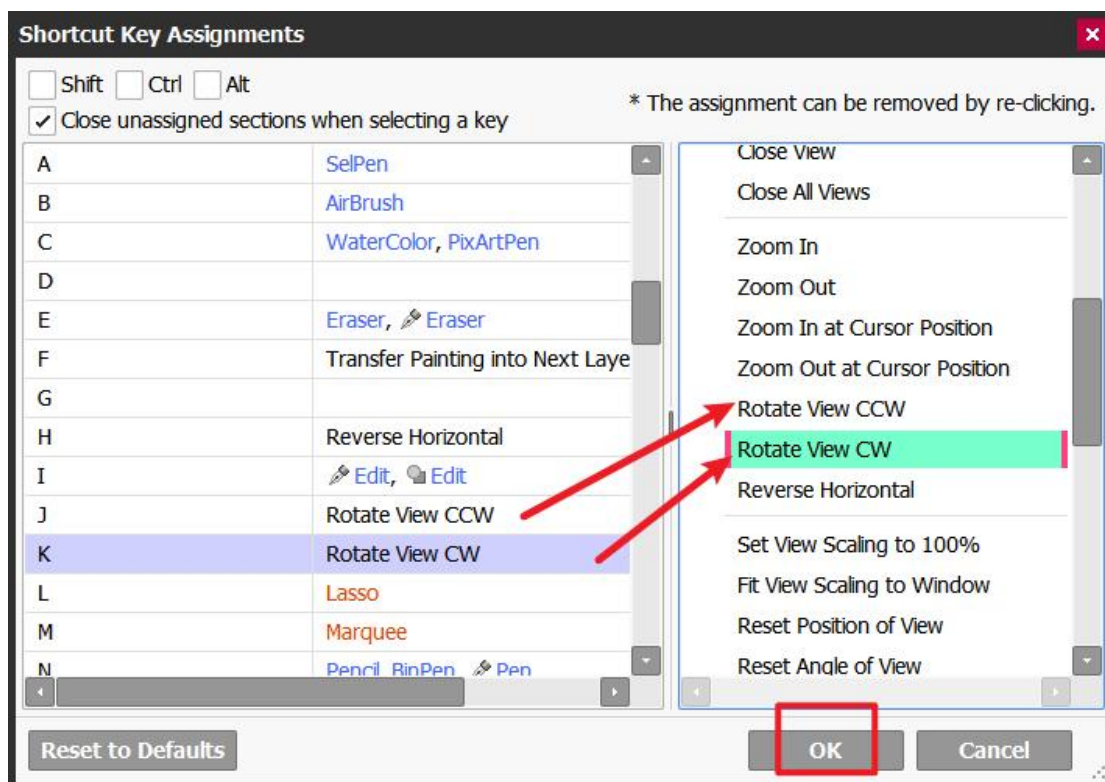 Shortcut Key Assignments
Shift Ctrl Alt
Close unassigned sections when selecting a key
* The assignment can be removed by re-clicking.
A SelPen
B AirBrush
C WaterColor, PixArtPen
D
E Eraser, Eraser
F Transfer Painting into Next Laye
G
H Reverse Horizontal
I Edit, Edit
J Rotate View CCW
K Rotate View CW
L Lasso
M Marquee
N Pencil, BinPen, Pen
Close View
Close All Views
Zoom In
Zoom Out
Zoom In at Cursor Position
Zoom Out at Cursor Position
Rotate View CCW
Rotate View CW
Reverse Horizontal
Set View Scaling to 100%
Fit View Scaling to Window
Reset Position of View
Reset Angle of View
Reset to Defaults
OK
Cancel